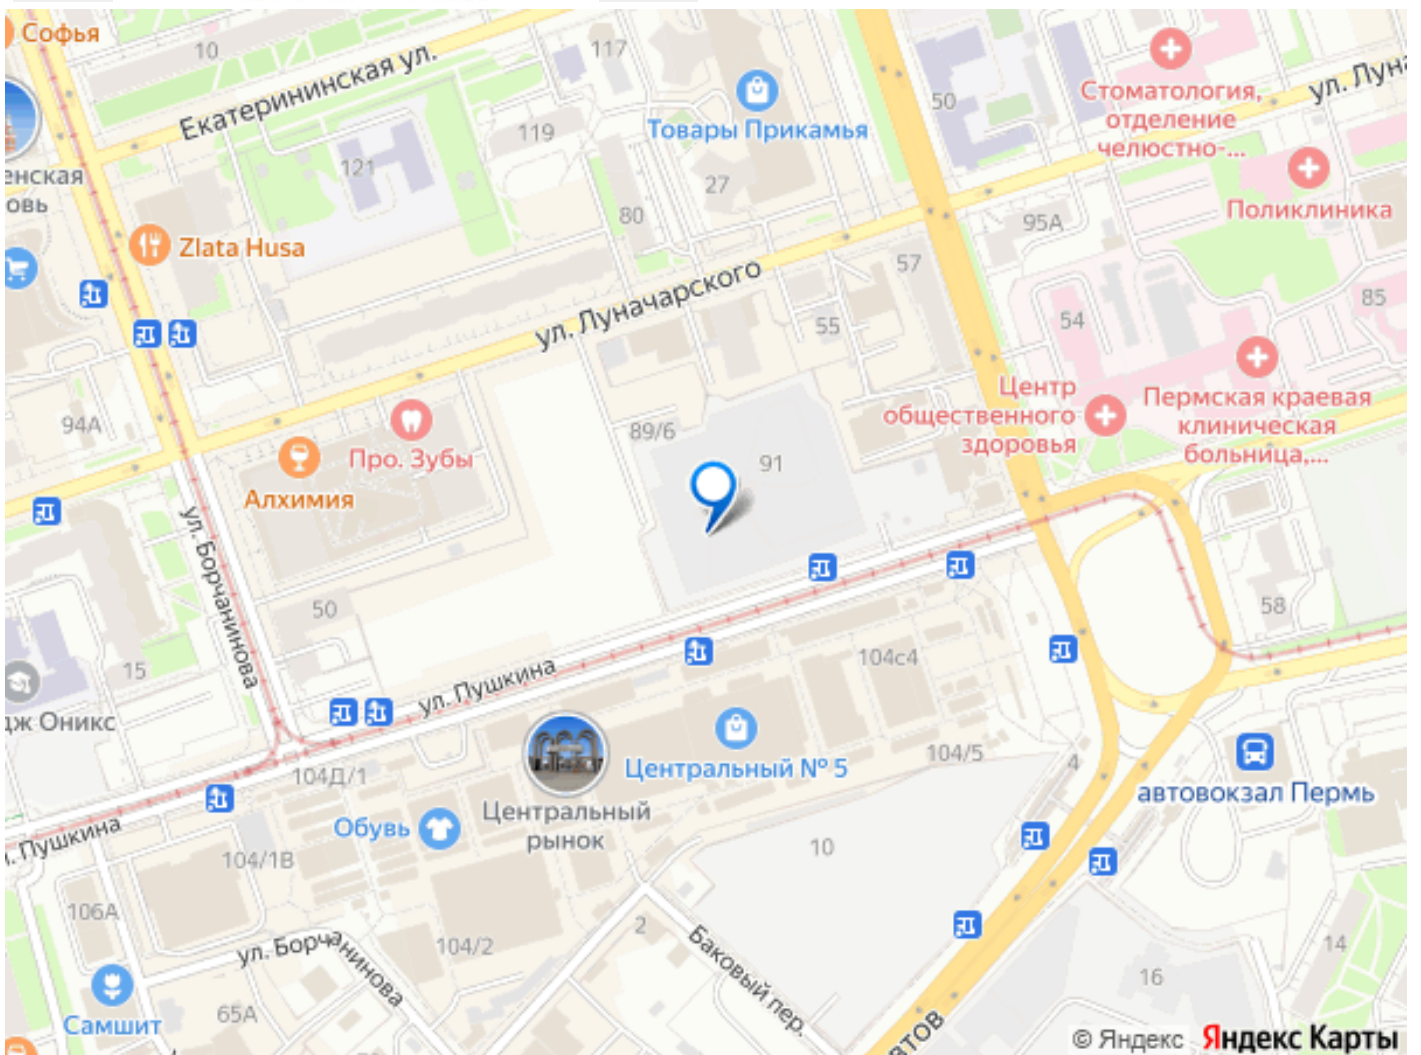 Софья
10
117
Екатерининская ул.
50
Стоматология,
отделение
челюстно-...
ул. Луна
Товары Прикамья
119
121
27
80
Поликлиника
95А
енская
овь
Zlata Husa
57
ул. Луначарского
55
54
85
Центр
общественного
здоровья
Пермская краевая
клиническая
больница,...
94А
89/6
91
Про. Зубы
Алхимия
ул. Борчанинова
50
58
15
104с4
ул. Пушкина
дж Оникс
104Д/1
Центральный № 5
104/5
4
автовокзал Пермь
Центральный
рынок
Обувь
. Пушкина
104/1В
10
106А
2
ул. Борчанинова
104/2
Баковый пер.
14
16
65А
Самшит
втов
© Яндекс Яндекс Карты